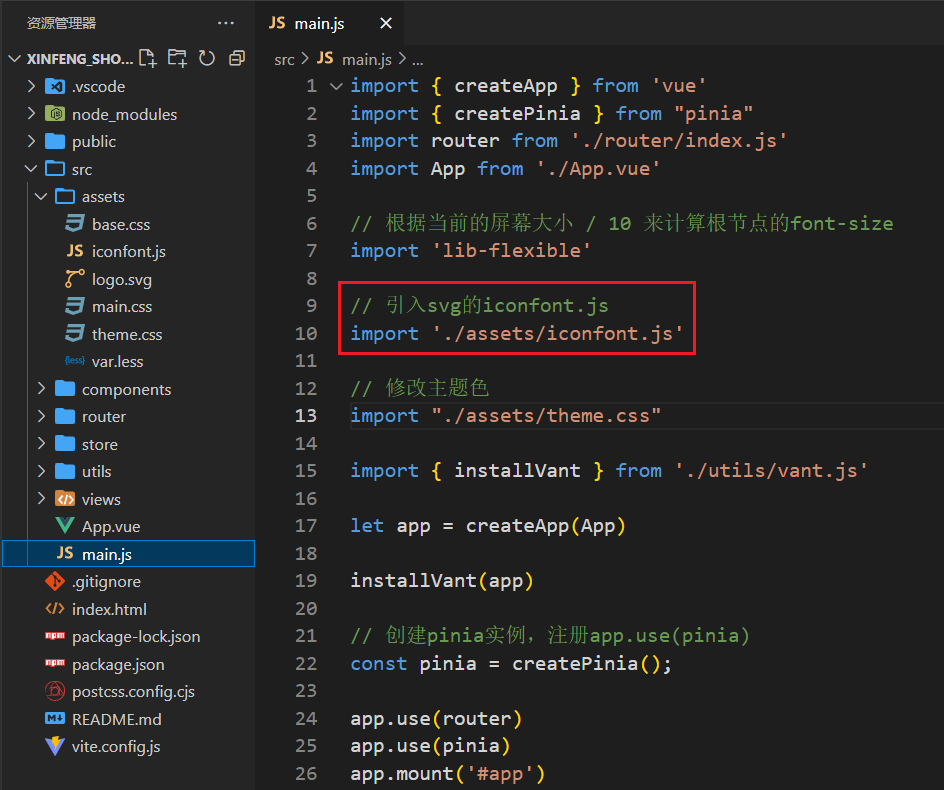 资源管理器
XINFENG_SHO...
.vscode
node_modules
public
src
assets
base.css
JS iconfont.js
logo.svg
main.css
theme.css
{less} var.less
components
router
store
utils
views
App.vue
JS main.js
.gitignore
index.html
npm package-lock.json
npm package.json
postcss.config.cjs
README.md
vite.config.js
JS main.js
src > JS main.js > ...
1 import { createApp } from 'vue'
2 import { createPinia } from "pinia"
3 import router from './router/index.js'
4 import App from './App.vue'
5
6 // 根据当前的屏幕大小 / 10 来计算根节点的font-size
7 import 'lib-flexible'
8
9 // 引入svg的iconfont.js
10 import './assets/iconfont.js'
11
12 // 修改主题色
13 import "./assets/theme.css"
14
15 import { installVant } from './utils/vant.js'
16
17 let app = createApp(App)
18
19 installVant(app)
20
21 // 创建pinia实例，注册app.use(pinia)
22 const pinia = createPinia();
23
24 app.use(router)
25 app.use(pinia)
26 app.mount('#app')